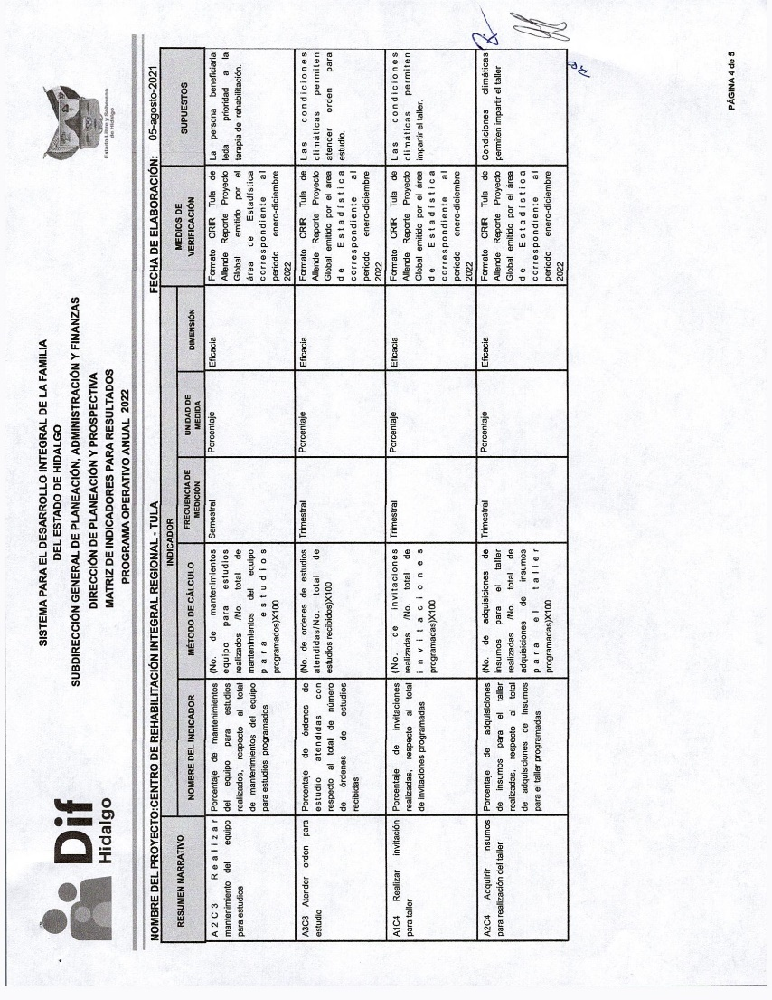 Dif
Hidalgo
SISTEMA PARA EL DESARROLLO INTEGRAL DE LA FAMILIA
DEL ESTADO DE HIDALGO
SUBDIRECCIÓN GENERAL DE PLANEACIÓN, ADMINISTRACIÓN Y FINANZAS
DIRECCIÓN DE PLANEACIÓN Y PROSPECTIVA
MATRIZ DE INDICADORES PARA RESULTADOS
PROGRAMA OPERATIVO ANUAL 2022
Estado Libre y Soberano
de Hidalgo
NOMBRE DEL PROYECTO:CENTRO DE REHABILITACIÓN INTEGRAL REGIONAL - TULA
FECHA DE ELABORACIÓN: 05-agosto-2021
RESUMEN NARRATIVO
INDICADOR
NOMBRE DEL INDICADOR
MÉTODO DE CÁLCULO
FRECUENCIA DE
MEDICIÓN
UNIDAD DE
MEDIDA
DIMENSIÓN
MEDIOS DE
VERIFICACIÓN
SUPUESTOS
A2C3 Realizar
mantenimiento del equipo
para estudios
Porcentaje de mantenimientos
del equipo para estudios
realizados, respecto al total
de mantenimientos del equipo
para estudios programados
(No. de mantenimientos
equipo para estudios
realizados /No. total de
mantenimientos del equipo
para estudios
programados)X100
Semestral
Porcentaje
Eficacia
Formato CRIR Tula de
Allende Reporte Proyecto
Global emitido por el
área de Estadística
correspondiente al
periodo enero-diciembre
2022
La persona beneficiaria
leda prioridad a la
terapia de rehabilitación.
A3C3 Atender orden para
estudio
Porcentaje de órdenes de
estudio atendidas con
respecto al total de número
de órdenes de estudios
recibidas
(No. de ordenes de estudios
atendidas/No. total de
estudios recibidos)X100
Trimestral
Porcentaje
Eficacia
Formato CRIR Tula de
Allende Reporte Proyecto
Global emitido por el área
de Estadística
correspondiente al
periodo enero-diciembre
2022
Las condiciones
climáticas permiten
atender orden para
estudio.
A1C4 Realizar invitación
para taller
Porcentaje de invitaciones
realizadas, respecto al total
de invitaciones programadas
(No. de invitaciones
realizadas /No. total de
invitaciones
programadas)X100
Trimestral
Porcentaje
Eficacia
Formato CRIR Tula de
Allende Reporte Proyecto
Global emitido por el área
de Estadística
correspondiente al
periodo enero-diciembre
2022
Las condiciones
climáticas permiten
impartir el taller.
A2C4 Adquirir insumos
para realización del taller
Porcentaje de adquisiciones
de insumos para el taller
realizadas, respecto al total
de adquisiciones de insumos
para el taller programadas
(No. de adquisiciones de
insumos para el taller
realizadas /No. total de
adquisiciones de insumos
para el taller
programadas)X100
Trimestral
Porcentaje
Eficacia
Formato CRIR Tula de
Allende Reporte Proyecto
Global emitido por el área
de Estadística
correspondiente al
periodo enero-diciembre
2022
Condiciones climáticas
permiten impartir el taller
PÁGINA 4 de 5